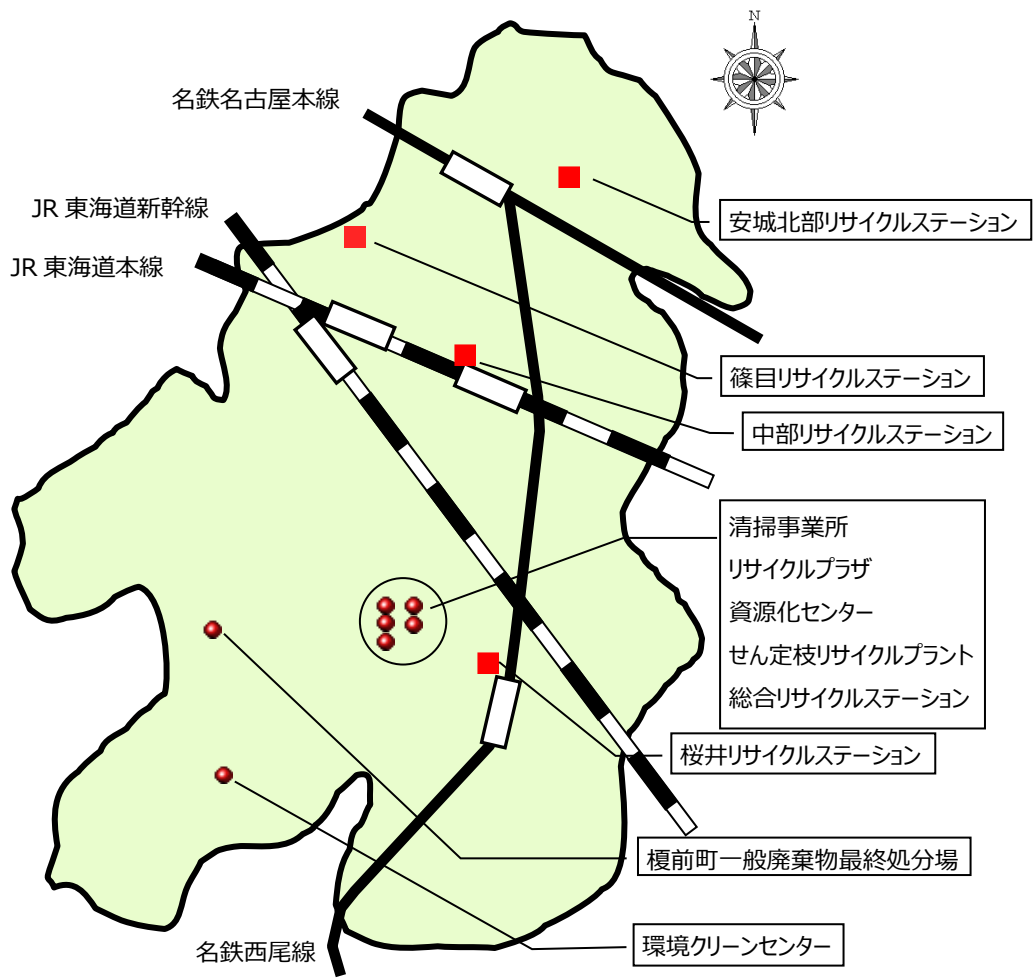 N
名鉄名古屋本線
JR 東海道新幹線
JR 東海道本線
安城北部リサイクルステーション
篠目リサイクルステーション
中部リサイクルステーション
清掃事業所
リサイクルプラザ
資源化センター
せん定枝リサイクルプラント
総合リサイクルステーション
桜井リサイクルステーション
榎前町一般廃棄物最終処分場
環境クリーンセンター
名鉄西尾線